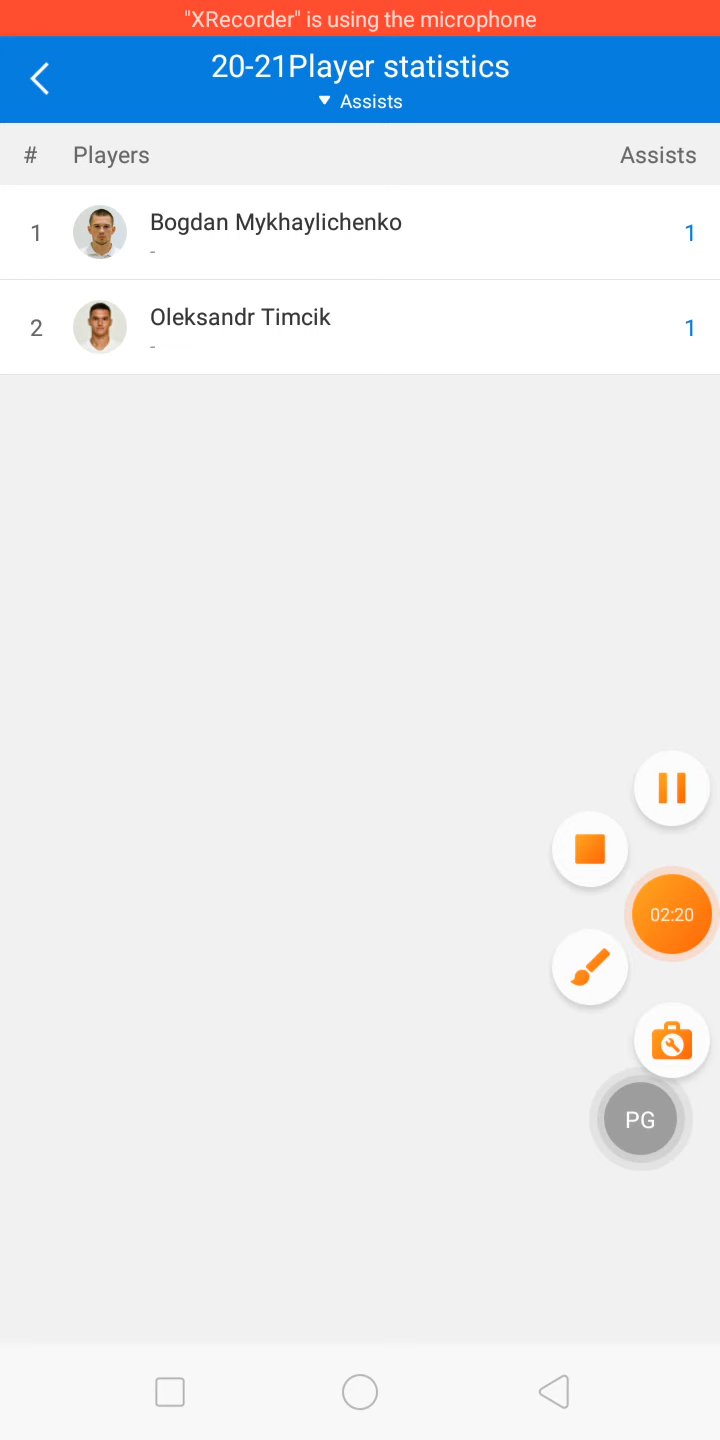 "XRecorder" is using the microphone
20-21Player statistics
Assists
# Players Assists
1 Bogdan Mykhaylichenko 1
-
2 Oleksandr Timcik 1
-
02:20
PG